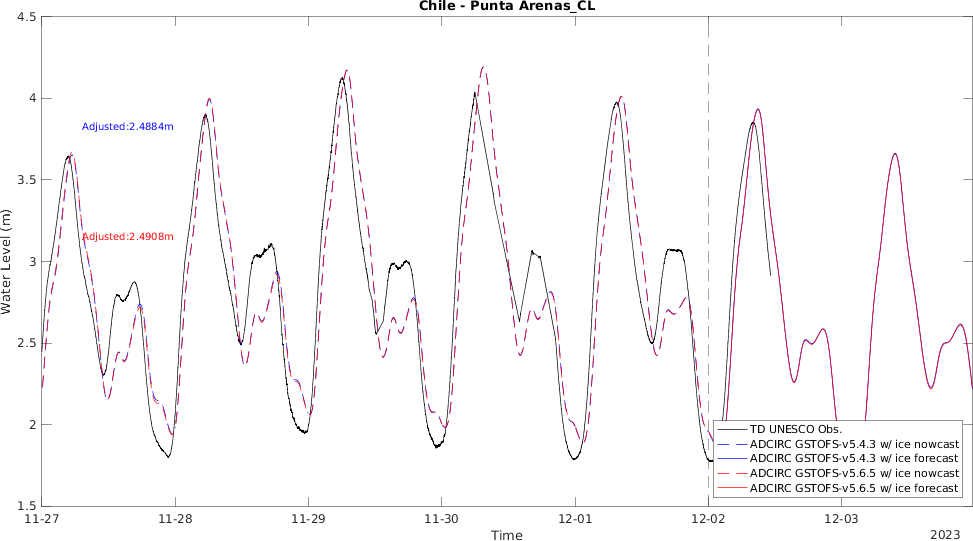 Chile - Punta Arenas_CL
4.5
4
3.5
3
2.5
2
1.5
Water Level (m)
Adjusted:2.4884m
Adjusted:2.4908m
TD UNESCO Obs.
ADCIRC GSTOFS-v5.4.3 w/ ice nowcast
ADCIRC GSTOFS-v5.4.3 w/ ice forecast
ADCIRC GSTOFS-v5.6.5 w/ ice nowcast
ADCIRC GSTOFS-v5.6.5 w/ ice forecast
11-27 11-28 11-29 11-30 12-01 12-02 12-03
Time
2023